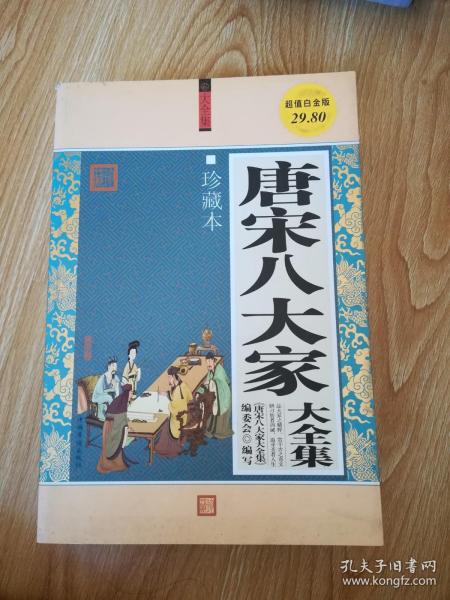 大全集
超值白金版
29.80
珍藏本
唐宋八大家
大全集
《唐宋八大家大全集》
编委会◎编写
孔夫子旧书网
www.kongfz.com